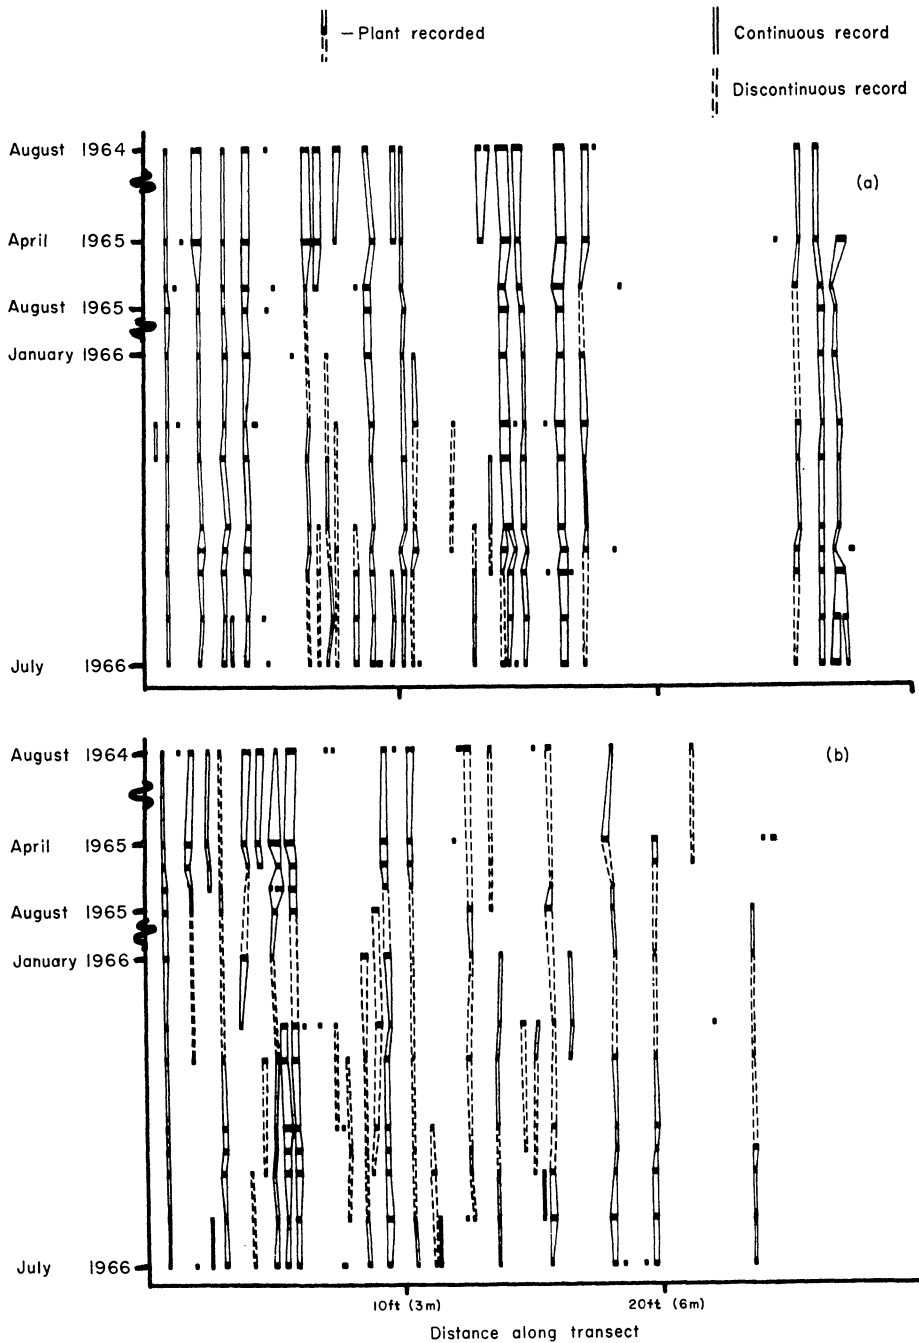 –Plant recorded
Continuous record
Discontinuous record
August 1964
(a)
April 1965
August 1965
January 1966
July 1966
August 1964
(b)
April 1965
August 1965
January 1966
July 1966
10ft (3m)
20ft (6m)
Distance along transect